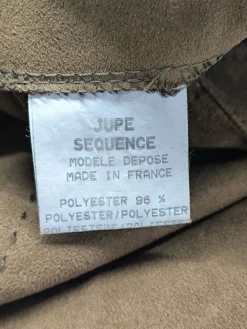 JUPE
SEQUENCE
MODELE DEPOSE
MADE IN FRANCE
POLYESTER 96 %
POLYESTER/POLYESTER